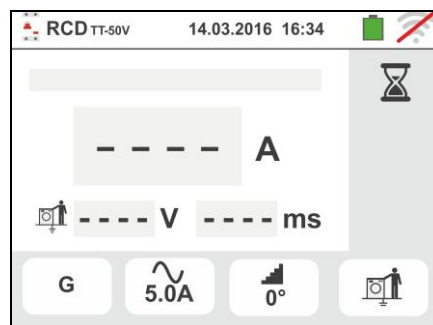 RCD TT-50V 14.03.2016 16:34
- - - - A
- - - - V - - - - ms
G 5.0A 0°